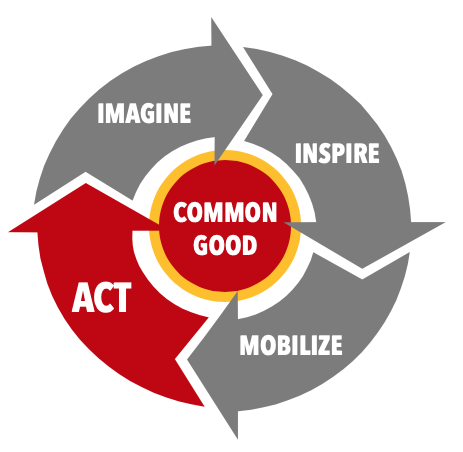 IMAGINE
INSPIRE
COMMON
GOOD
ACT
MOBILIZE